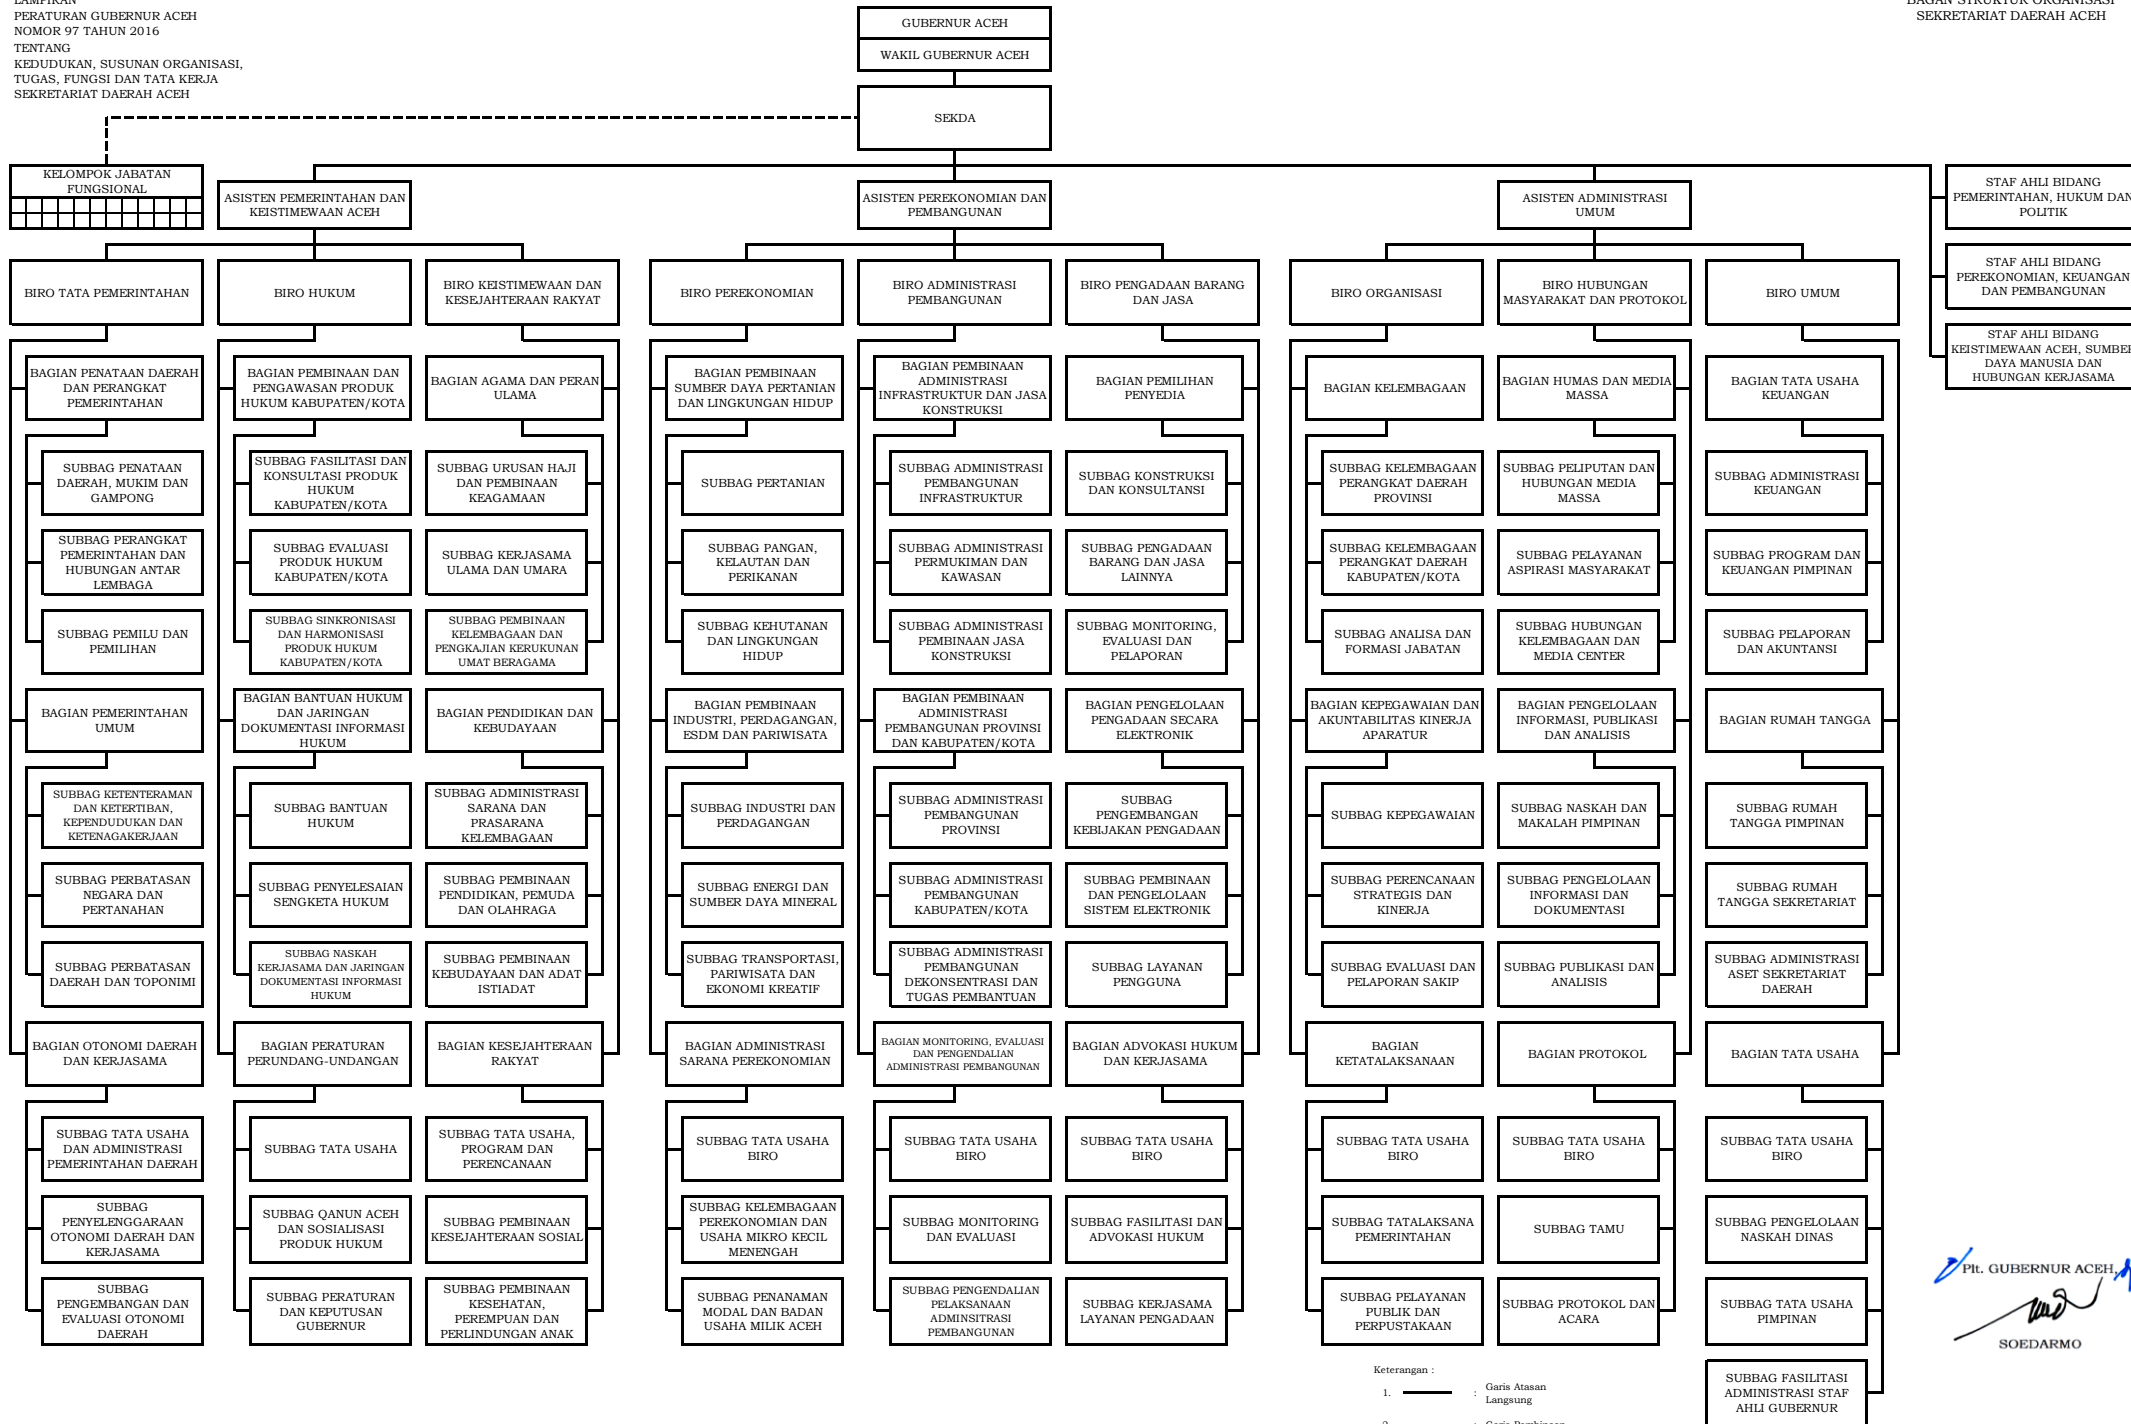 LAMPIRAN
PERATURAN GUBERNUR ACEH
NOMOR 97 TAHUN 2016
TENTANG
KEDUDUKAN, SUSUNAN ORGANISASI,
TUGAS, FUNGSI DAN TATA KERJA
SEKRETARIAT DAERAH ACEH
BAGAN STRUKTUR ORGANISASI
SEKRETARIAT DAERAH ACEH
GUBERNUR ACEH
WAKIL GUBERNUR ACEH
SEKDA
KELOMPOK JABATAN
FUNGSIONAL
ASISTEN PEMERINTAHAN DAN
KEISTIMEWAAN ACEH
ASISTEN PEREKONOMIAN DAN
PEMBANGUNAN
ASISTEN ADMINISTRASI
UMUM
STAF AHLI BIDANG
PEMERINTAHAN, HUKUM DAN
POLITIK
STAF AHLI BIDANG
PEREKONOMIAN, KEUANGAN
DAN PEMBANGUNAN
STAF AHLI BIDANG
KEISTIMEWAAN ACEH, SUMBER
DAYA MANUSIA DAN
HUBUNGAN KERJASAMA
BIRO TATA PEMERINTAHAN
BIRO HUKUM
BIRO KEISTIMEWAAN DAN
KESEJAHTERAAN RAKYAT
BIRO PEREKONOMIAN
BIRO ADMINISTRASI
PEMBANGUNAN
BIRO PENGADAAN BARANG
DAN JASA
BIRO ORGANISASI
BIRO HUBUNGAN
MASYARAKAT DAN PROTOKOL
BIRO UMUM
BAGIAN PENATAAN DAERAH
DAN PERANGKAT
PEMERINTAHAN
BAGIAN PEMBINAAN DAN
PENGAWASAN PRODUK
HUKUM KABUPATEN/KOTA
BAGIAN AGAMA DAN PERAN
ULAMA
BAGIAN PEMBINAAN
SUMBER DAYA PERTANIAN
DAN LINGKUNGAN HIDUP
BAGIAN PEMBINAAN
ADMINISTRASI
INFRASTRUKTUR DAN JASA
KONSTRUKSI
BAGIAN PEMILIHAN
PENYEDIA
BAGIAN KELEMBAGAAN
BAGIAN HUMAS DAN MEDIA
MASSA
BAGIAN TATA USAHA
KEUANGAN
SUBBAG PENATAAN
DAERAH, MUKIM DAN
GAMPONG
SUBBAG FASILITASI DAN
KONSULTASI PRODUK
HUKUM
KABUPATEN/KOTA
SUBBAG URUSAN HAJI
DAN PEMBINAAN
KEAGAMAAN
SUBBAG PERTANIAN
SUBBAG ADMINISTRASI
PEMBANGUNAN
INFRASTRUKTUR
SUBBAG KONSTRUKSI
DAN KONSULTANSI
SUBBAG KELEMBAGAAN
PERANGKAT DAERAH
PROVINSI
SUBBAG PELIPUTAN DAN
HUBUNGAN MEDIA
MASSA
SUBBAG ADMINISTRASI
KEUANGAN
SUBBAG PERANGKAT
PEMERINTAHAN DAN
HUBUNGAN ANTAR
LEMBAGA
SUBBAG EVALUASI
PRODUK HUKUM
KABUPATEN/KOTA
SUBBAG KERJASAMA
ULAMA DAN UMARA
SUBBAG PANGAN,
KELAUTAN DAN
PERIKANAN
SUBBAG ADMINISTRASI
PERMUKIMAN DAN
KAWASAN
SUBBAG PENGADAAN
BARANG DAN JASA
LAINNYA
SUBBAG KELEMBAGAAN
PERANGKAT DAERAH
KABUPATEN/KOTA
SUBBAG PELAYANAN
ASPIRASI MASYARAKAT
SUBBAG PROGRAM DAN
KEUANGAN PIMPINAN
SUBBAG PEMILU DAN
PEMILIHAN
SUBBAG SINKRONISASI
DAN HARMONISASI
PRODUK HUKUM
KABUPATEN/KOTA
SUBBAG PEMBINAAN
KELEMBAGAAN DAN
PENGKAJIAN KERUKUNAN
UMAT BERAGAMA
SUBBAG KEHUTANAN
DAN LINGKUNGAN
HIDUP
SUBBAG ADMINISTRASI
PEMBINAAN JASA
KONSTRUKSI
SUBBAG MONITORING,
EVALUASI DAN
PELAPORAN
SUBBAG ANALISA DAN
FORMASI JABATAN
SUBBAG HUBUNGAN
KELEMBAGAAN DAN
MEDIA CENTER
SUBBAG PELAPORAN
DAN AKUNTANSI
BAGIAN PEMERINTAHAN
UMUM
BAGIAN BANTUAN HUKUM
DAN JARINGAN
DOKUMENTASI INFORMASI
HUKUM
BAGIAN PENDIDIKAN DAN
KEBUDAYAAN
BAGIAN PEMBINAAN
INDUSTRI, PERDAGANGAN,
ESDM DAN PARIWISATA
BAGIAN PEMBINAAN
ADMINISTRASI
PEMBANGUNAN PROVINSI
DAN KABUPATEN/KOTA
BAGIAN PENGELOLAAN
PENGADAAN SECARA
ELEKTRONIK
BAGIAN KEPEGAWAIAN DAN
AKUNTABILITAS KINERJA
APARATUR
BAGIAN PENGELOLAAN
INFORMASI, PUBLIKASI
DAN ANALISIS
BAGIAN RUMAH TANGGA
SUBBAG KETENTERAMAN
DAN KETERTIBAN,
KEPENDUDUKAN DAN
KETENAGAKERJAAN
SUBBAG BANTUAN
HUKUM
SUBBAG ADMINISTRASI
SARANA DAN
PRASARANA
KELEMBAGAAN
SUBBAG INDUSTRI DAN
PERDAGANGAN
SUBBAG ADMINISTRASI
PEMBANGUNAN
PROVINSI
SUBBAG
PENGEMBANGAN
KEBIJAKAN PENGADAAN
SUBBAG KEPEGAWAIAN
SUBBAG NASKAH DAN
MAKALAH PIMPINAN
SUBBAG RUMAH
TANGGA PIMPINAN
SUBBAG PERBATASAN
NEGARA DAN
PERTANAHAN
SUBBAG PENYELESAIAN
SENGKETA HUKUM
SUBBAG PEMBINAAN
PENDIDIKAN, PEMUDA
DAN OLAHRAGA
SUBBAG ENERGI DAN
SUMBER DAYA MINERAL
SUBBAG ADMINISTRASI
PEMBANGUNAN
KABUPATEN/KOTA
SUBBAG PEMBINAAN
DAN PENGELOLAAN
SISTEM ELEKTRONIK
SUBBAG PERENCANAAN
STRATEGIS DAN
KINERJA
SUBBAG PENGELOLAAN
INFORMASI DAN
DOKUMENTASI
SUBBAG RUMAH
TANGGA SEKRETARIAT
SUBBAG PERBATASAN
DAERAH DAN TOPONIMI
SUBBAG NASKAH
KERJASAMA DAN JARINGAN
DOKUMENTASI INFORMASI
HUKUM
SUBBAG PEMBINAAN
KEBUDAYAAN DAN ADAT
ISTIADAT
SUBBAG TRANSPORTASI,
PARIWISATA DAN
EKONOMI KREATIF
SUBBAG ADMINISTRASI
PEMBANGUNAN
DEKONSENTRASI DAN
TUGAS PEMBANTUAN
SUBBAG LAYANAN
PENGGUNA
SUBBAG EVALUASI DAN
PELAPORAN SAKIP
SUBBAG PUBLIKASI DAN
ANALISIS
SUBBAG ADMINISTRASI
ASET SEKRETARIAT
DAERAH
BAGIAN OTONOMI DAERAH
DAN KERJASAMA
BAGIAN PERATURAN
PERUNDANG-UNDANGAN
BAGIAN KESEJAHTERAAN
RAKYAT
BAGIAN ADMINISTRASI
SARANA PEREKONOMIAN
BAGIAN MONITORING, EVALUASI
DAN PENGENDALIAN
ADMINISTRASI PEMBANGUNAN
BAGIAN ADVOKASI HUKUM
DAN KERJASAMA
BAGIAN
KETATALAKSANAAN
BAGIAN PROTOKOL
BAGIAN TATA USAHA
SUBBAG TATA USAHA
DAN ADMINISTRASI
PEMERINTAHAN DAERAH
SUBBAG TATA USAHA
SUBBAG TATA USAHA,
PROGRAM DAN
PERENCANAAN
SUBBAG TATA USAHA
BIRO
SUBBAG TATA USAHA
BIRO
SUBBAG TATA USAHA
BIRO
SUBBAG TATA USAHA
BIRO
SUBBAG TATA USAHA
BIRO
SUBBAG TATA USAHA
BIRO
SUBBAG
PENYELENGGARAAN
OTONOMI DAERAH DAN
KERJASAMA
SUBBAG QANUN ACEH
DAN SOSIALISASI
PRODUK HUKUM
SUBBAG PEMBINAAN
KESEJAHTERAAN SOSIAL
SUBBAG KELEMBAGAAN
PEREKONOMIAN DAN
USAHA MIKRO KECIL
MENENGAH
SUBBAG MONITORING
DAN EVALUASI
SUBBAG FASILITASI DAN
ADVOKASI HUKUM
SUBBAG TATALAKSANA
PEMERINTAHAN
SUBBAG TAMU
SUBBAG PENGELOLAAN
NASKAH DINAS
SUBBAG
PENGEMBANGAN DAN
EVALUASI OTONOMI
DAERAH
SUBBAG PERATURAN
DAN KEPUTUSAN
GUBERNUR
SUBBAG PEMBINAAN
KESEHATAN,
PEREMPUAN DAN
PERLINDUNGAN ANAK
SUBBAG PENANAMAN
MODAL DAN BADAN
USAHA MILIK ACEH
SUBBAG PENGENDALIAN
PELAKSANAAN
ADMINSITRASI
PEMBANGUNAN
SUBBAG KERJASAMA
LAYANAN PENGADAAN
SUBBAG PELAYANAN
PUBLIK DAN
PERPUSTAKAAN
SUBBAG PROTOKOL DAN
ACARA
SUBBAG TATA USAHA
PIMPINAN
SUBBAG FASILITASI
ADMINISTRASI STAF
AHLI GUBERNUR
Plt. GUBERNUR ACEH,
SOEDARMO
Keterangan :
1. : Garis Atasan
Langsung
2. : Garis Pembinaan